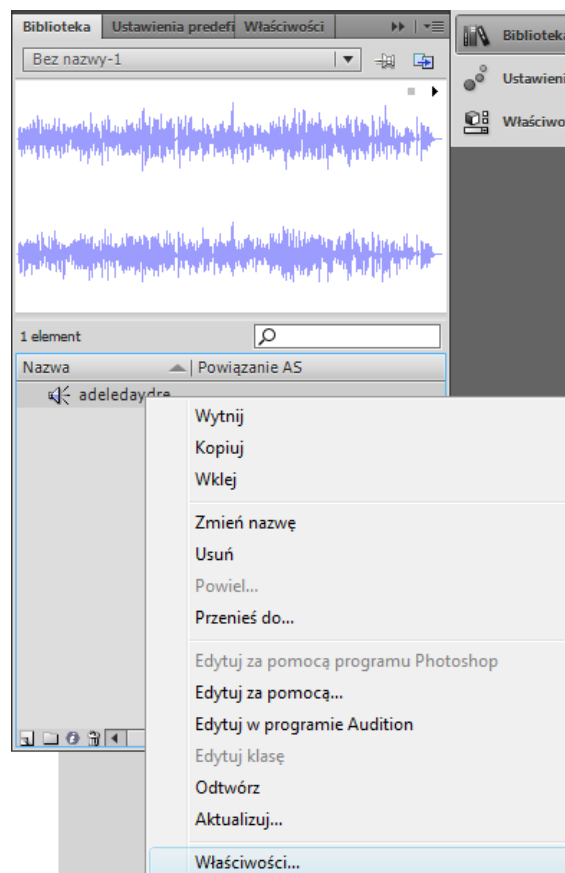 Biblioteka Ustawienia predefi Właściwości
Bez nazwy-1
Biblioteka
Ustawieni
Właściwo
1 element
Nazwa Powiązanie AS
adeledaydre
Wytnij
Kopiuj
Wklej
Zmień nazwę
Usuń
Powiel...
Przenieś do...
Edytuj za pomocą programu Photoshop
Edytuj za pomocą...
Edytuj w programie Audition
Edytuj klasę
Odtwórz
Aktualizuj...
Właściwości...